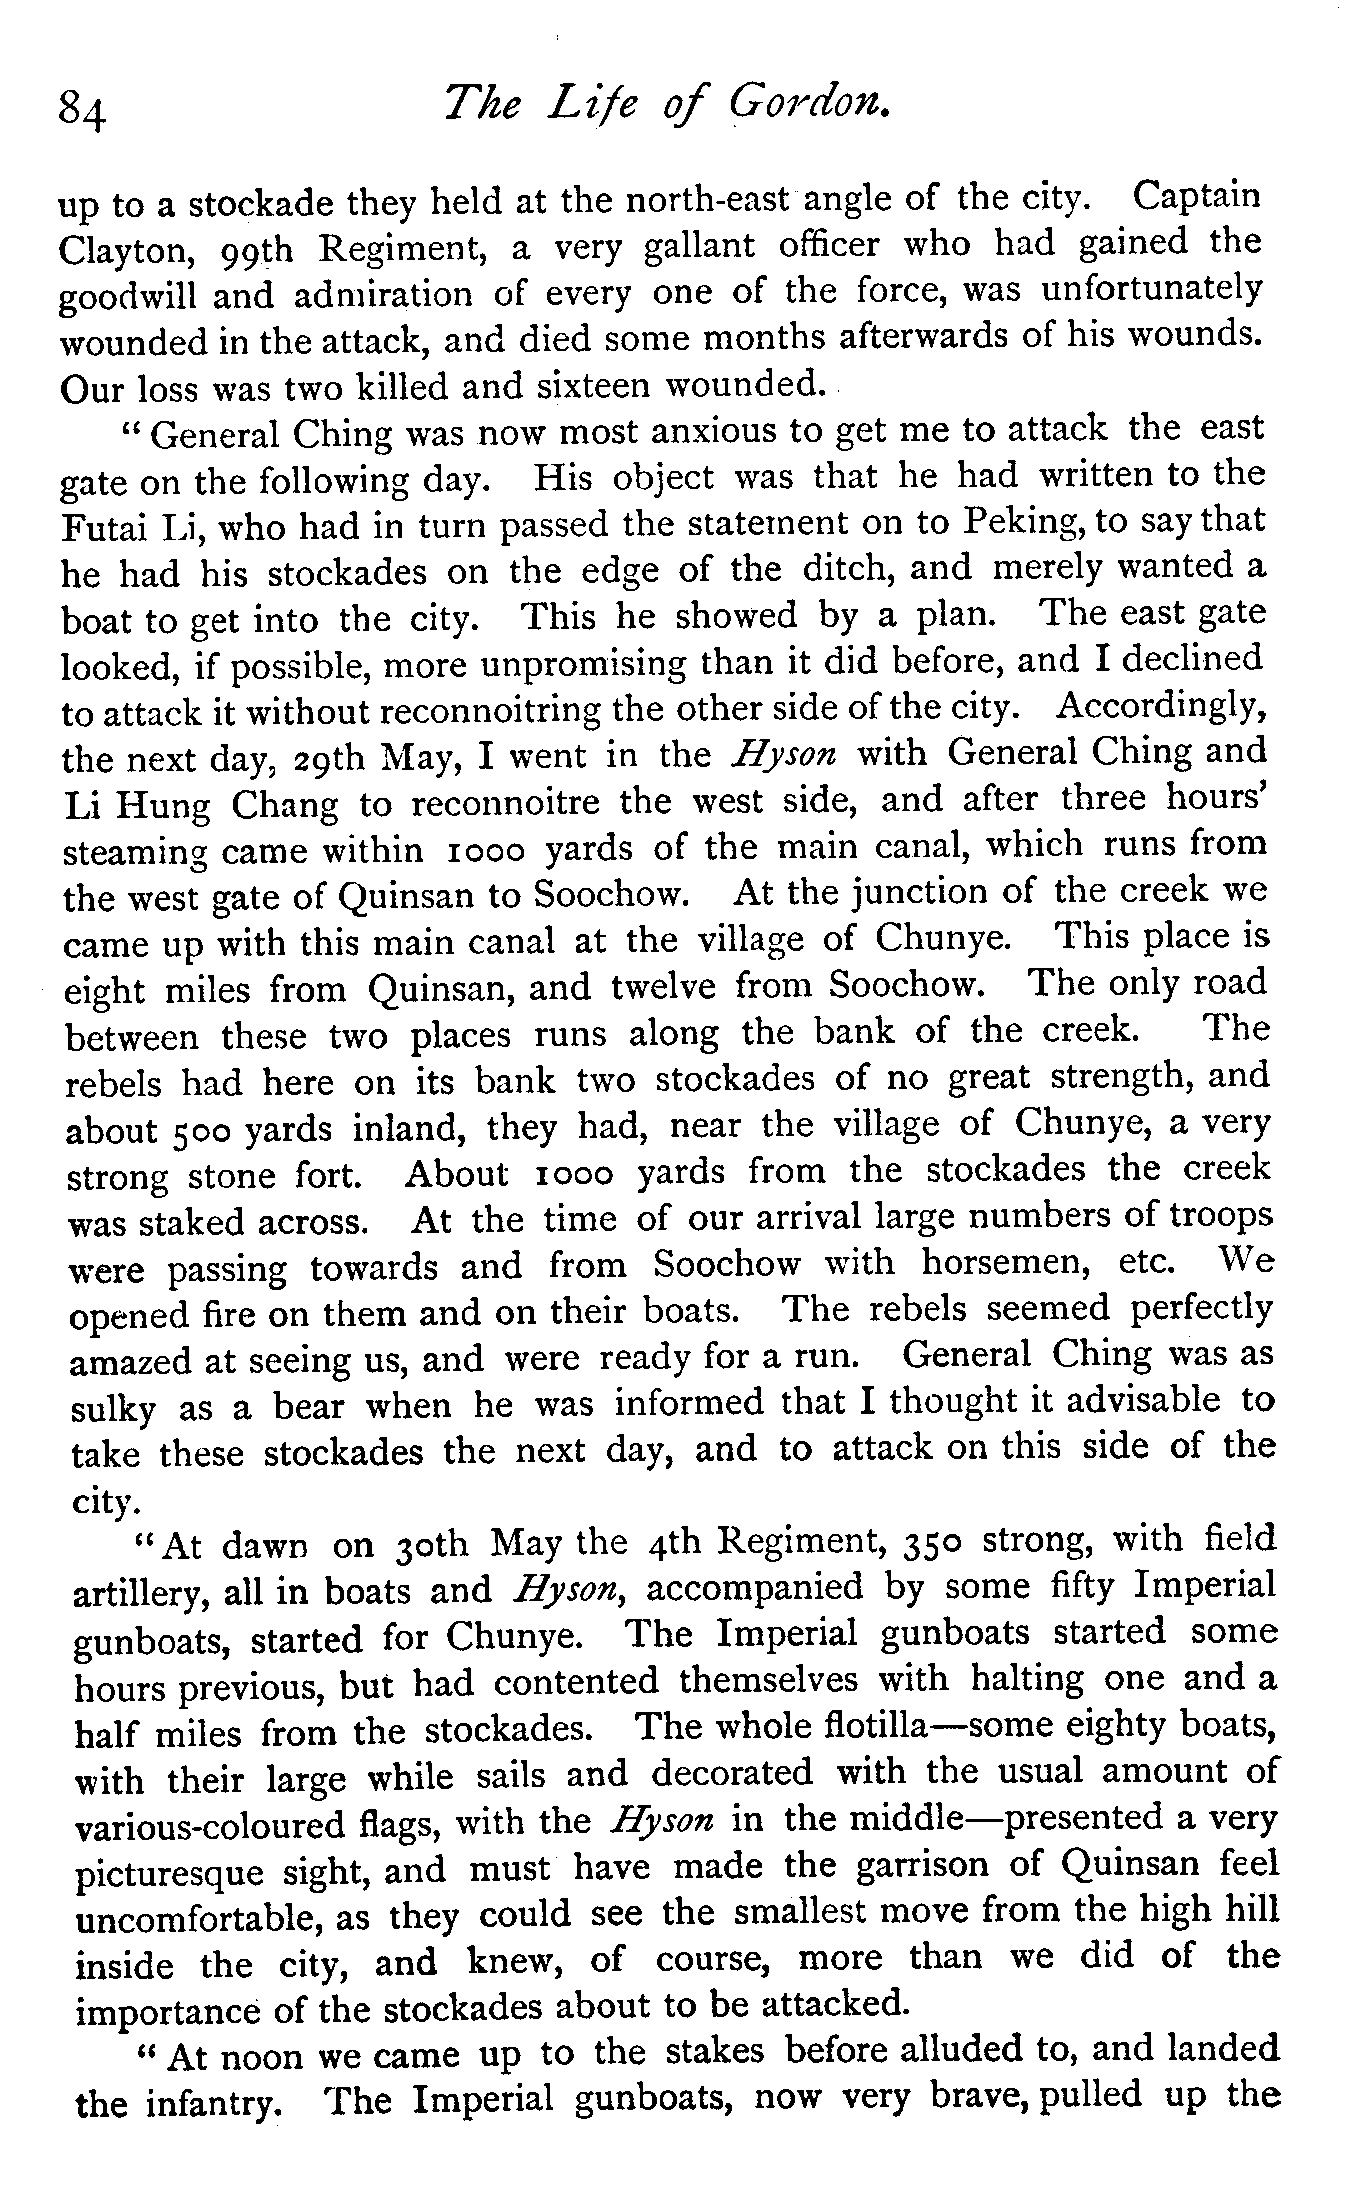 84 The Life of Gordon.
up to a stockade they held at the north-east angle of the city. Captain
Clayton, 99th Regiment, a very gallant officer who had gained the
goodwill and admiration of every one of the force, was unfortunately
wounded in the attack, and died some months afterwards of his wounds.
Our loss was two killed and sixteen wounded.
“ General Ching was now most anxious to get me to attack the east
gate on the following day. His object was that he had written to the
Futai Li, who had in turn passed the statement on to Peking, to say that
he had his stockades on the edge of the ditch, and merely wanted a
boat to get into the city. This he showed by a plan. The east gate
looked, if possible, more unpromising than it did before, and I declined
to attack it without reconnoitring the other side of the city. Accordingly,
the next day, 29th May, I went in the Hyson with General Ching and
Li Hung Chang to reconnoitre the west side, and after three hours’
steaming came within 1000 yards of the main canal, which runs from
the west gate of Quinsan to Soochow. At the junction of the creek we
came up with this main canal at the village of Chunye. This place is
eight miles from Quinsan, and twelve from Soochow. The only road
between these two places runs along the bank of the creek. The
rebels had here on its bank two stockades of no great strength, and
about 500 yards inland, they had, near the village of Chunye, a very
strong stone fort. About 1000 yards from the stockades the creek
was staked across. At the time of our arrival large numbers of troops
were passing towards and from Soochow with horsemen, etc. We
opened fire on them and on their boats. The rebels seemed perfectly
amazed at seeing us, and were ready for a run. General Ching was as
sulky as a bear when he was informed that I thought it advisable to
take these stockades the next day, and to attack on this side of the
city.
“At dawn on 30th May the 4th Regiment, 350 strong, with field
artillery, all in boats and Hyson, accompanied by some fifty Imperial
gunboats, started for Chunye. The Imperial gunboats started some
hours previous, but had contented themselves with halting one and a
half miles from the stockades. The whole flotilla—some eighty boats,
with their large while sails and decorated with the usual amount of
various-coloured flags, with the Hyson in the middle—presented a very
picturesque sight, and must have made the garrison of Quinsan feel
uncomfortable, as they could see the smallest move from the high hill
inside the city, and knew, of course, more than we did of the
importance of the stockades about to be attacked.
“ At noon we came up to the stakes before alluded to, and landed
the infantry. The Imperial gunboats, now very brave, pulled up the